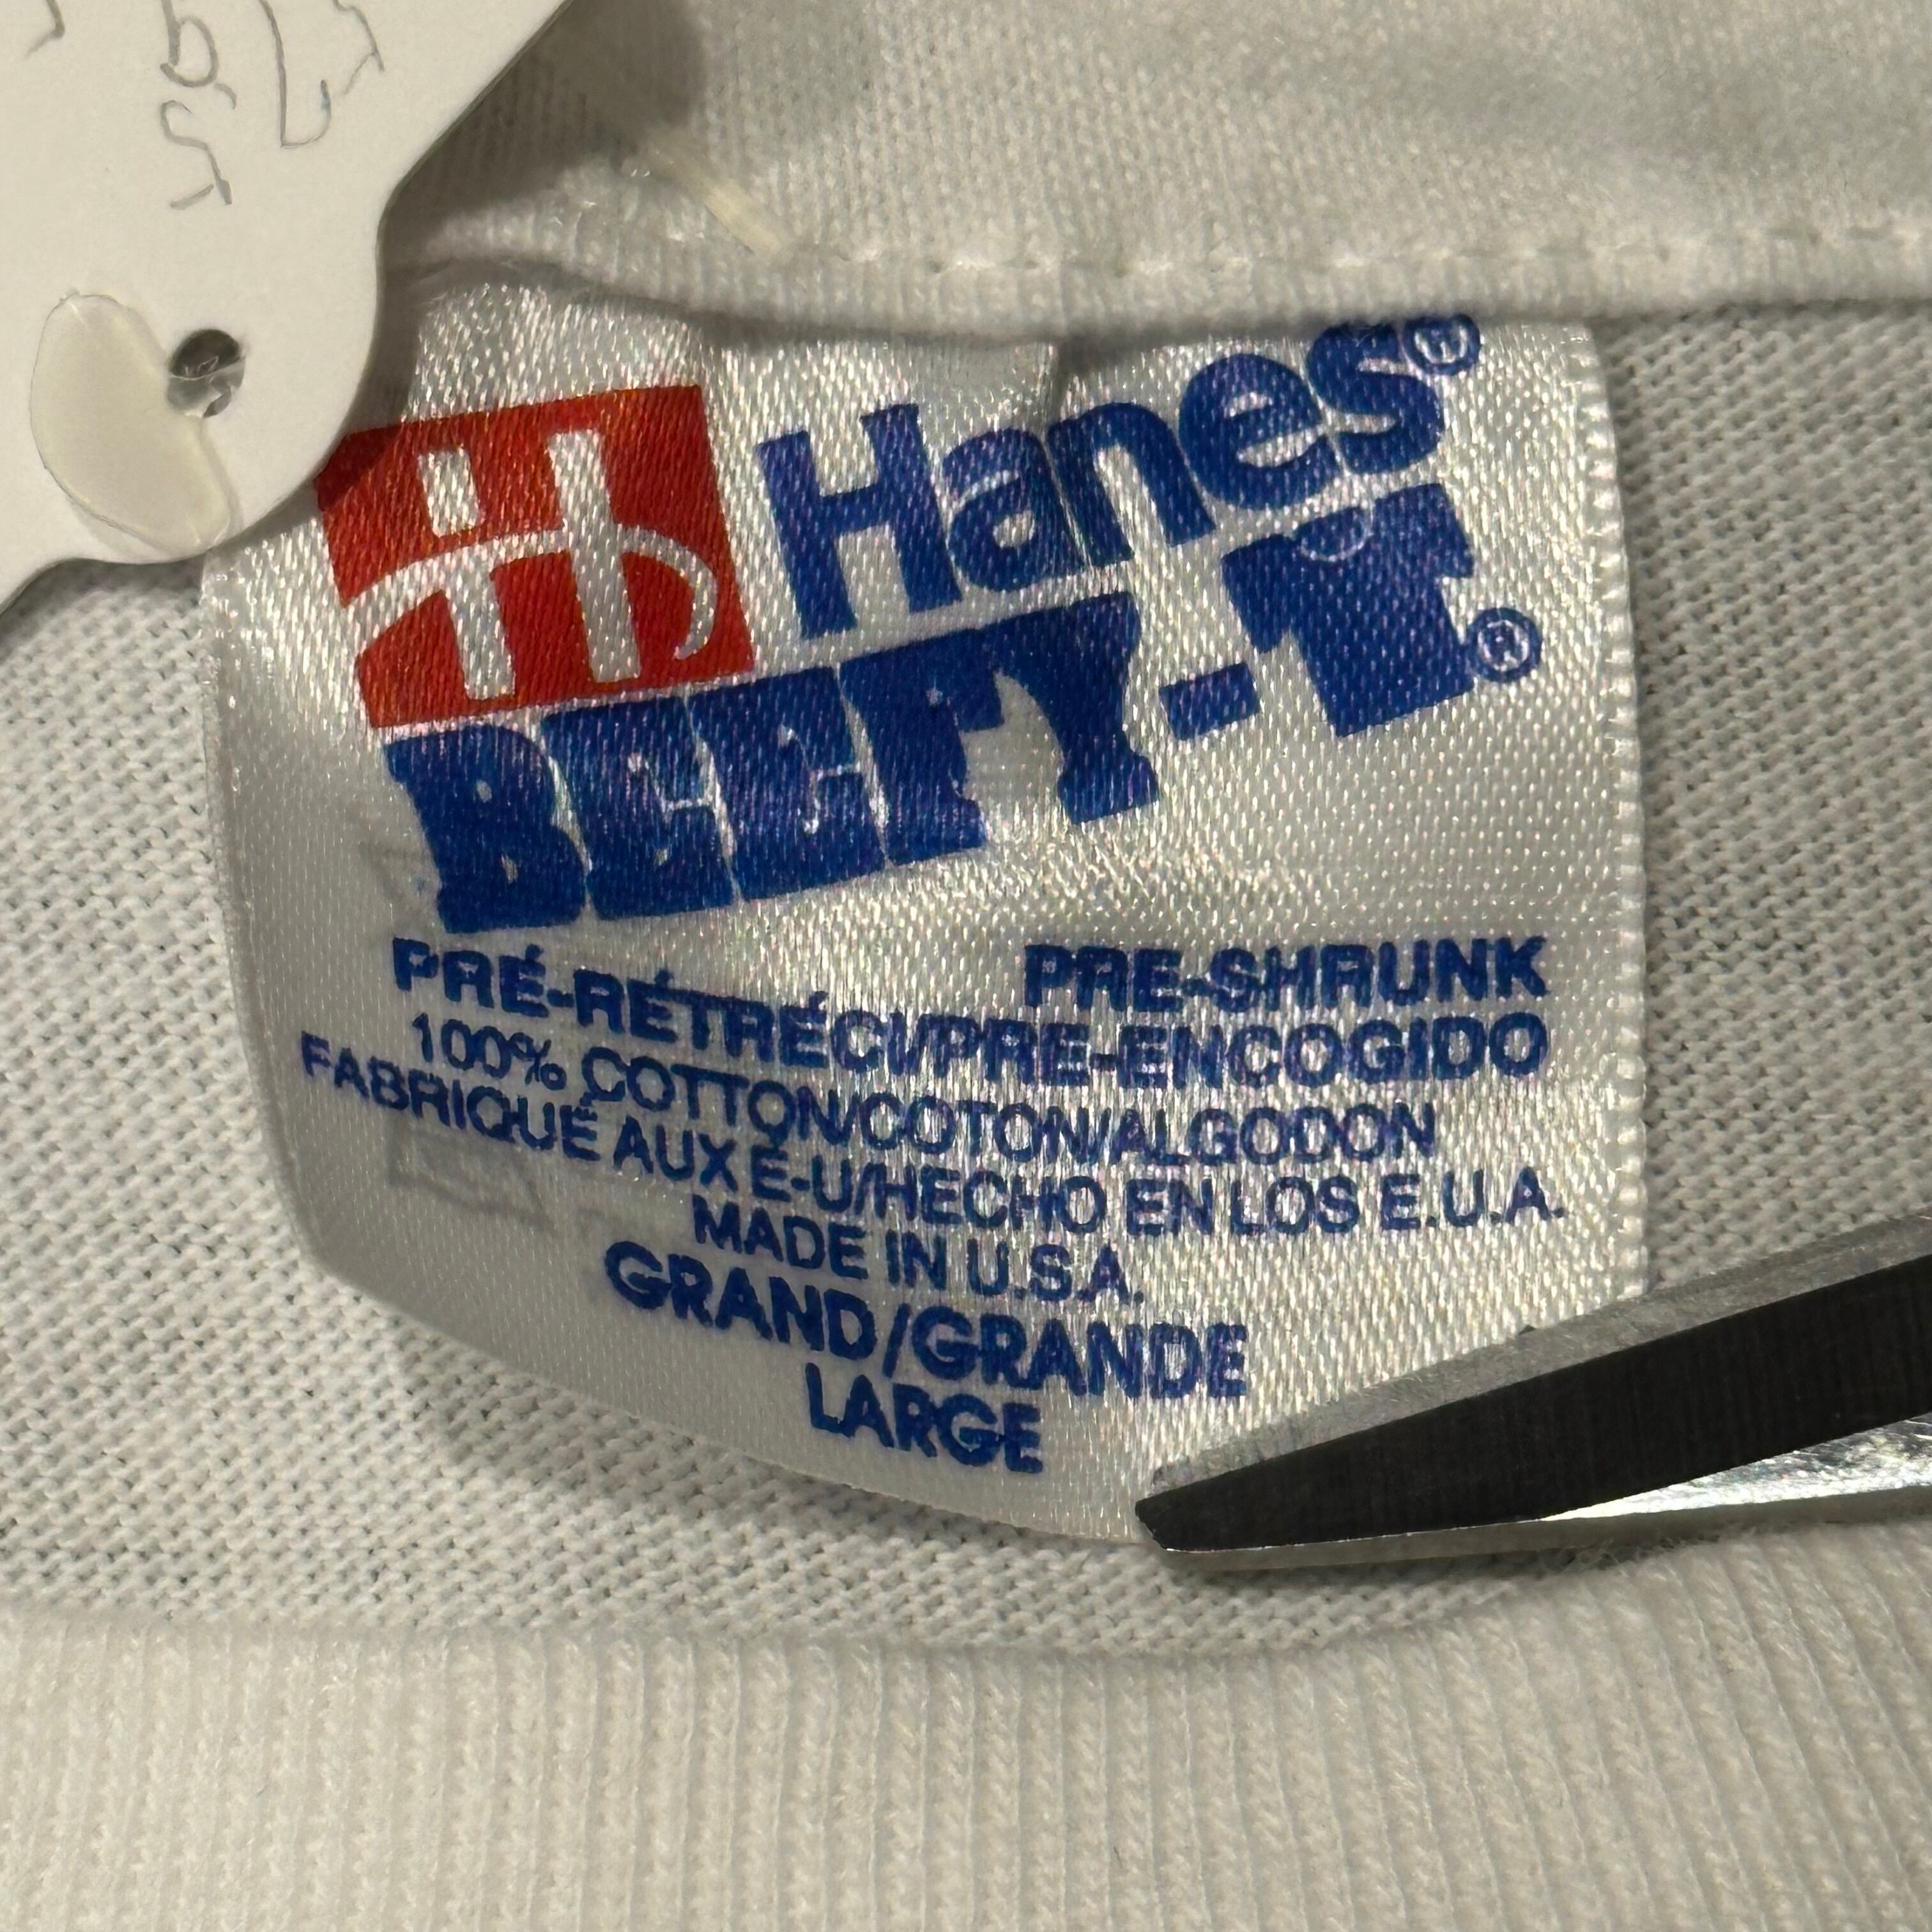 Hanes®
BEEFY-T®
PRE-SHRUNK
PRÉ-RÉTRÉCI/PRE-ENCOGIDO
100% COTTON/COTON/ALGODON
FABRIQUÉ AUX É-U/HECHO EN LOS E.U.A.
MADE IN U.S.A.
GRAND/GRANDE
LARGE